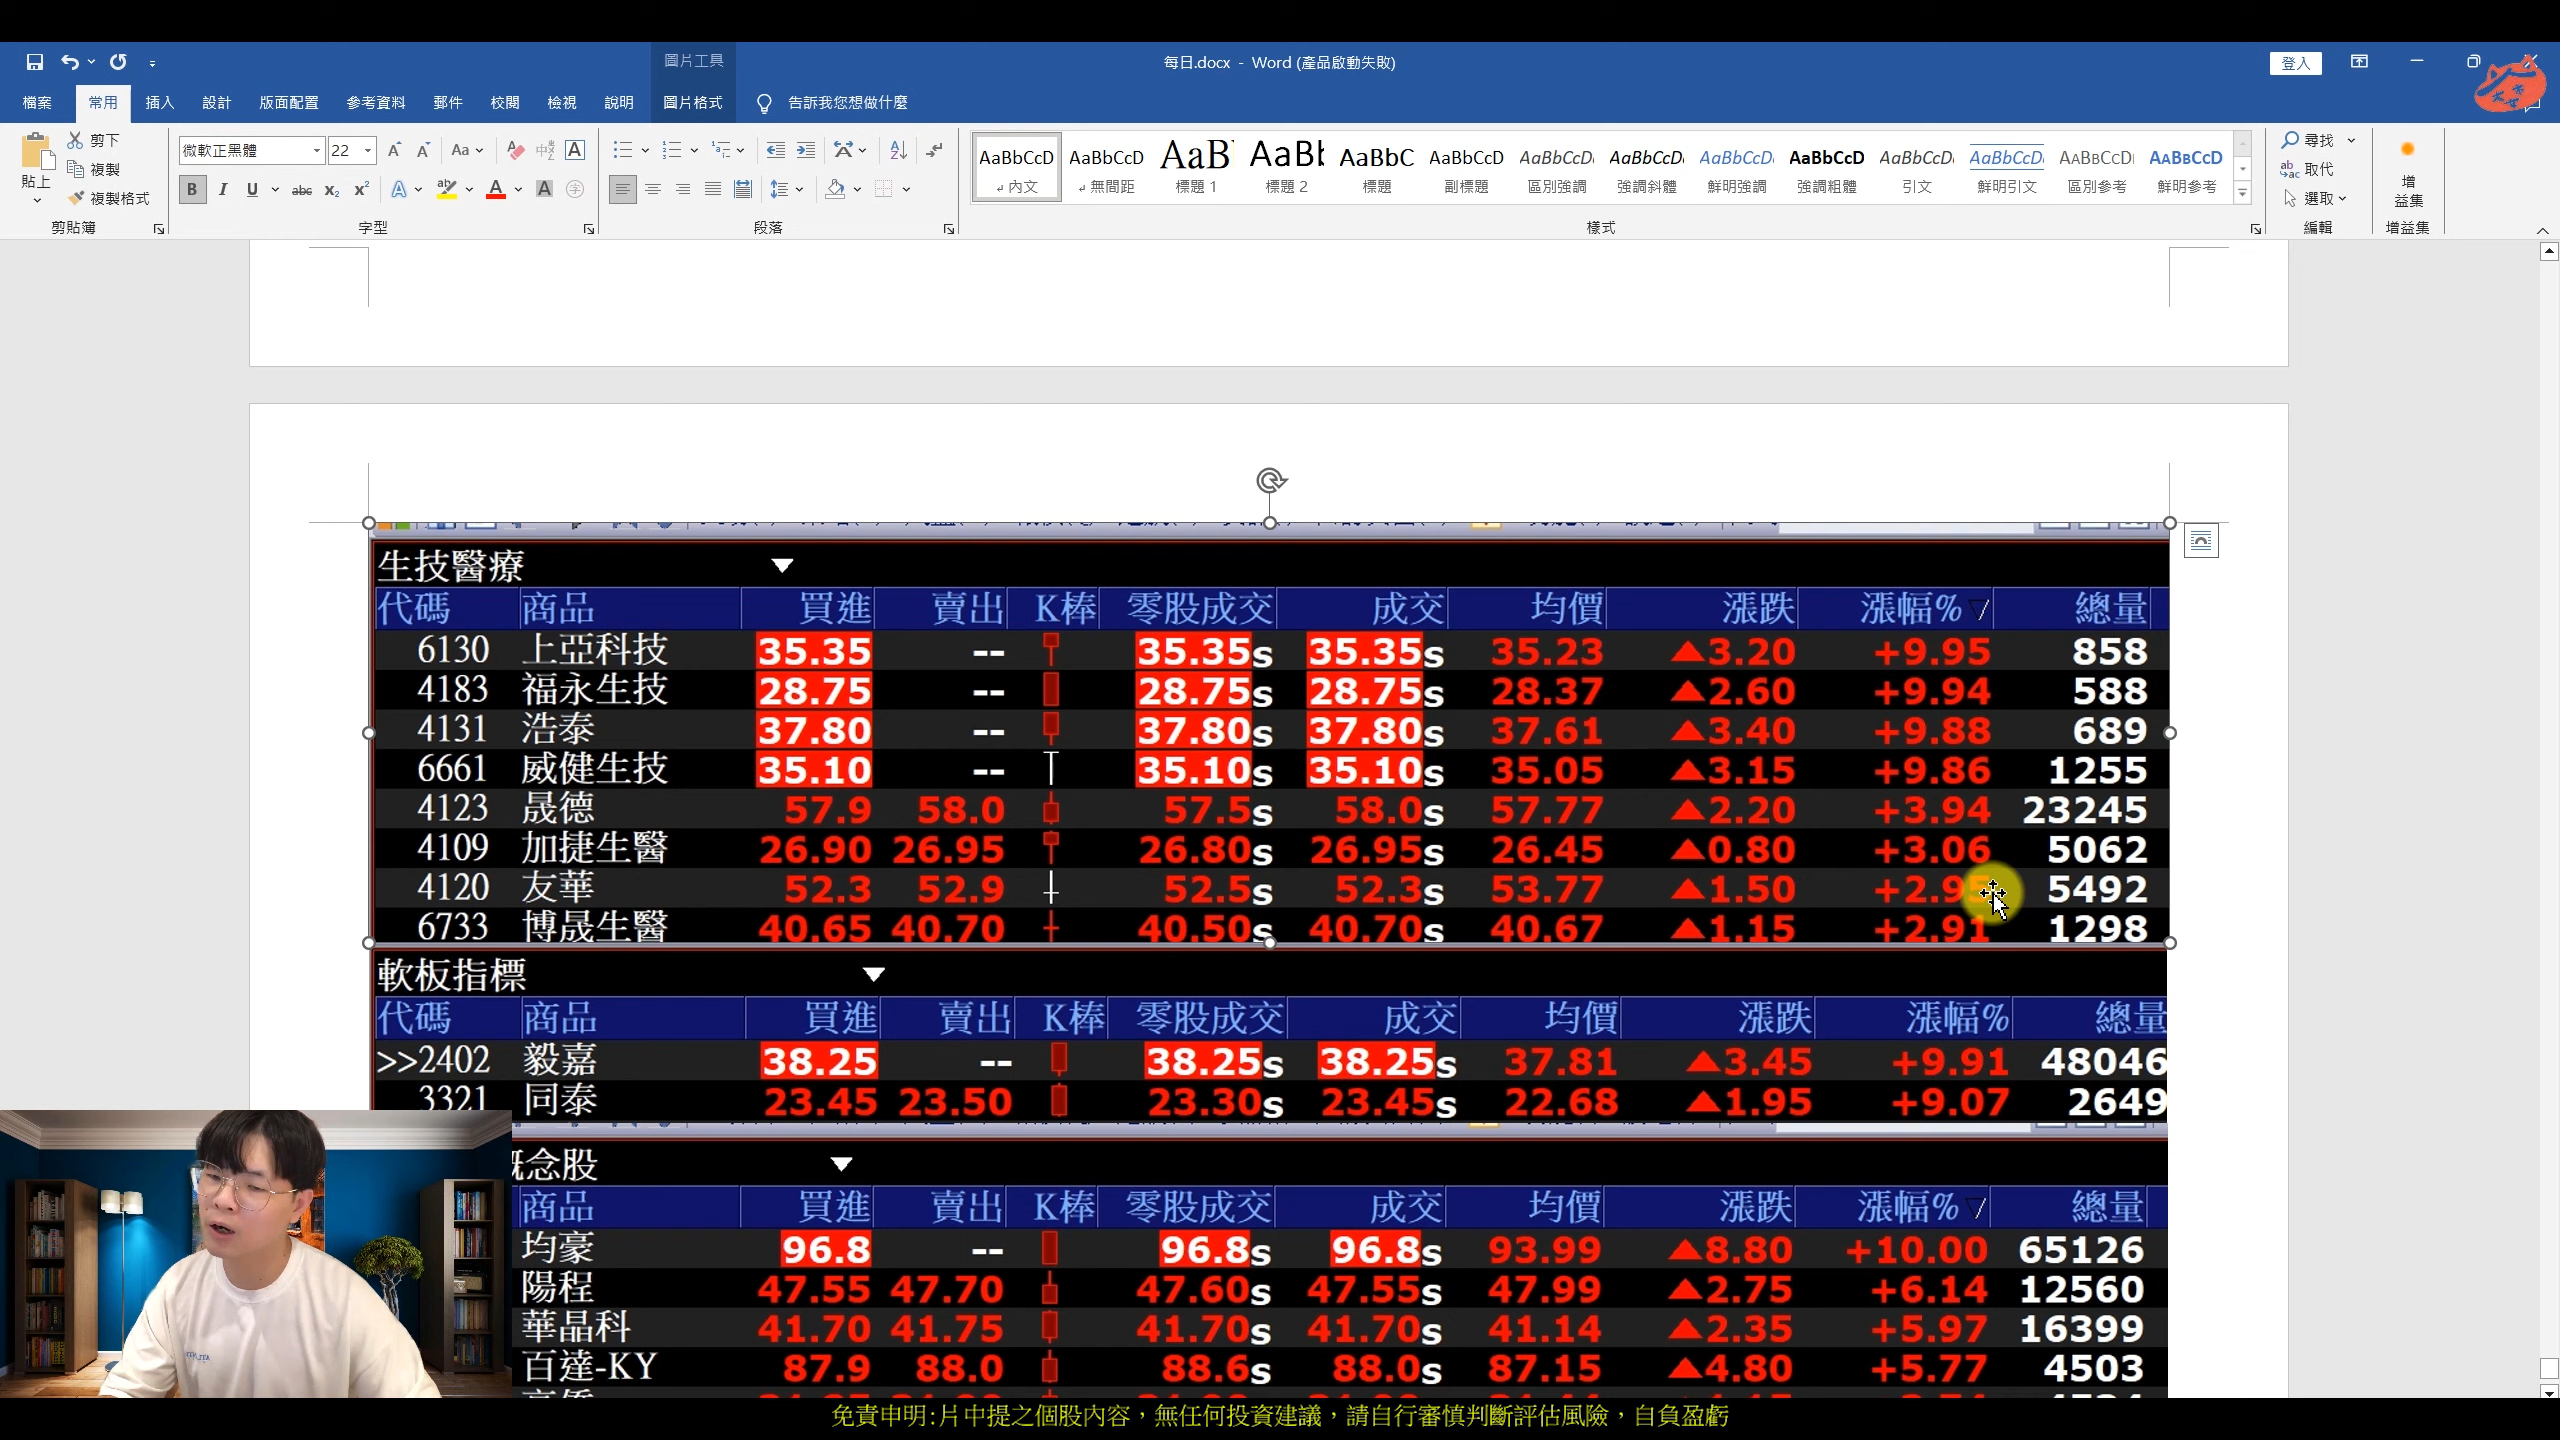 圖片工具
每日.docx - Word (產品啟動失敗)
登入
檔案 常用 插入 設計 版面配置 參考資料 郵件 校閱 檢視 說明 圖片格式 告訴我您想做什麼
貼上
剪下
複製
複製格式
剪貼簿
微軟正黑體 22
字型
段落
AaBbCcD AaBbCcD AaB AaBb AaBbC AaBbCcD AaBbCcD AaBbCcD AaBbCcD AaBbCcD AaBbCcD AaBbCcD AaBbCcD AaBbCcD
內文 無間距 標題 1 標題 2 標題 副標題 區別強調 強調斜體 鮮明強調 強調粗體 引文 鮮明引文 區別參考 鮮明參考
樣式
尋找
取代
選取
編輯
增
益集
增益集
生技醫療
代碼 商品 買進 賣出 K棒 零股成交 成交 均價 漲跌 漲幅% 總量
6130 上亞科技 35.35 -- 35.35s 35.35s 35.23 ▲3.20 +9.95 858
4183 福永生技 28.75 -- 28.75s 28.75s 28.37 ▲2.60 +9.94 588
4131 浩泰 37.80 -- 37.80s 37.80s 37.61 ▲3.40 +9.88 689
6661 威健生技 35.10 -- 35.10s 35.10s 35.05 ▲3.15 +9.86 1255
4123 晟德 57.9 58.0 57.5s 58.0s 57.77 ▲2.20 +3.94 23245
4109 加捷生醫 26.90 26.95 26.80s 26.95s 26.45 ▲0.80 +3.06 5062
4120 友華 52.3 52.9 52.5s 52.3s 53.77 ▲1.50 +2.95 5492
6733 博晟生醫 40.65 40.70 40.50s 40.70s 40.67 ▲1.15 +2.91 1298
軟板指標
代碼 商品 買進 賣出 K棒 零股成交 成交 均價 漲跌 漲幅% 總量
>>2402 毅嘉 38.25 -- 38.25s 38.25s 37.81 ▲3.45 +9.91 48046
3321 同泰 23.45 23.50 23.30s 23.45s 22.68 ▲1.95 +9.07 2649
概念股
商品 買進 賣出 K棒 零股成交 成交 均價 漲跌 漲幅% 總量
均豪 96.8 -- 96.8s 96.8s 93.99 ▲8.80 +10.00 65126
陽程 47.55 47.70 47.60s 47.55s 47.99 ▲2.75 +6.14 12560
華晶科 41.70 41.75 41.70s 41.70s 41.14 ▲2.35 +5.97 16399
百達-KY 87.9 88.0 88.6s 88.0s 87.15 ▲4.80 +5.77 4503
免責申明:片中提之個股內容，無任何投資建議，請自行審慎判斷評估風險，自負盈虧